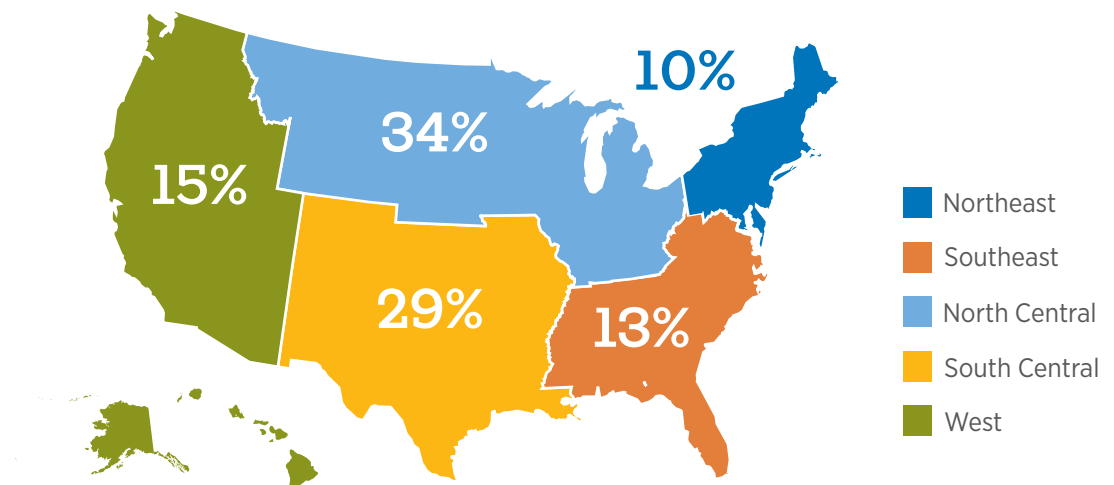 10%
34%
15%
29%
13%
Northeast
Southeast
North Central
South Central
West